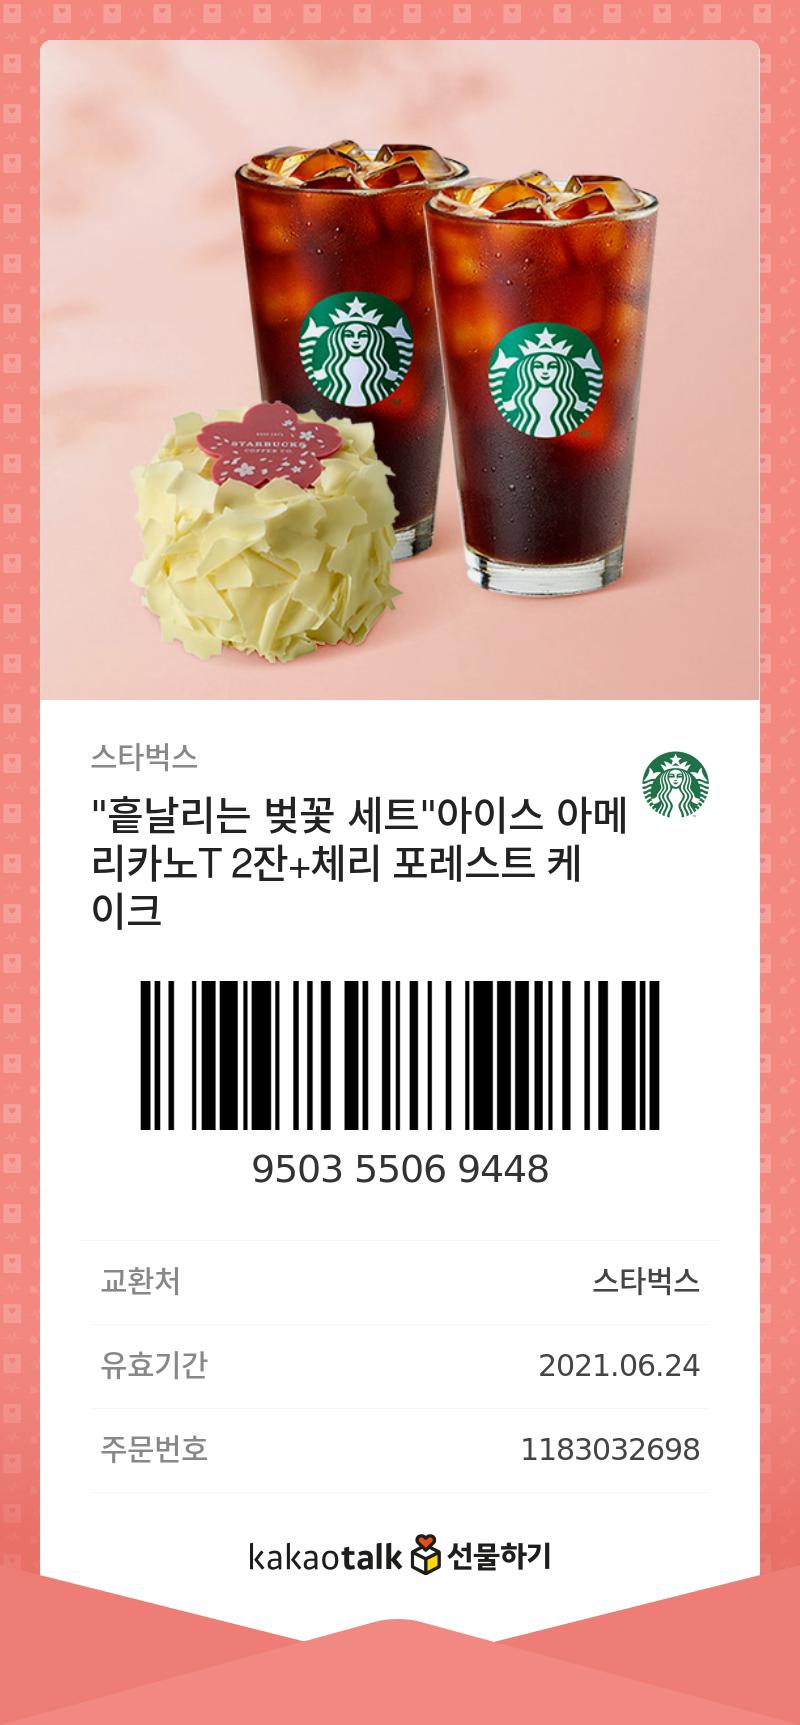 STARBUCKS
COFFEE CO.
스타벅스
"흩날리는 벚꽃 세트"아이스 아메
리카노T 2잔+체리 포레스트 케
이크
9503 5506 9448
교환처 스타벅스
유효기간 2021.06.24
주문번호 1183032698
kakaotalk 선물하기